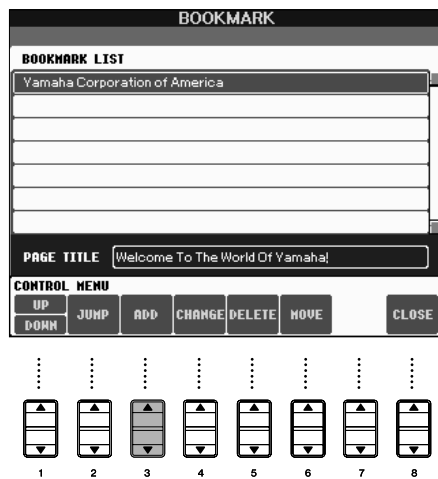 BOOKMARK
BOOKMARK LIST
Yamaha Corporation of America
PAGE TITLE Welcome To The World Of Yamaha!
CONTROL MENU
UP
DOWN
JUMP ADD CHANGE DELETE MOVE CLOSE
1 2 3 4 5 6 7 8